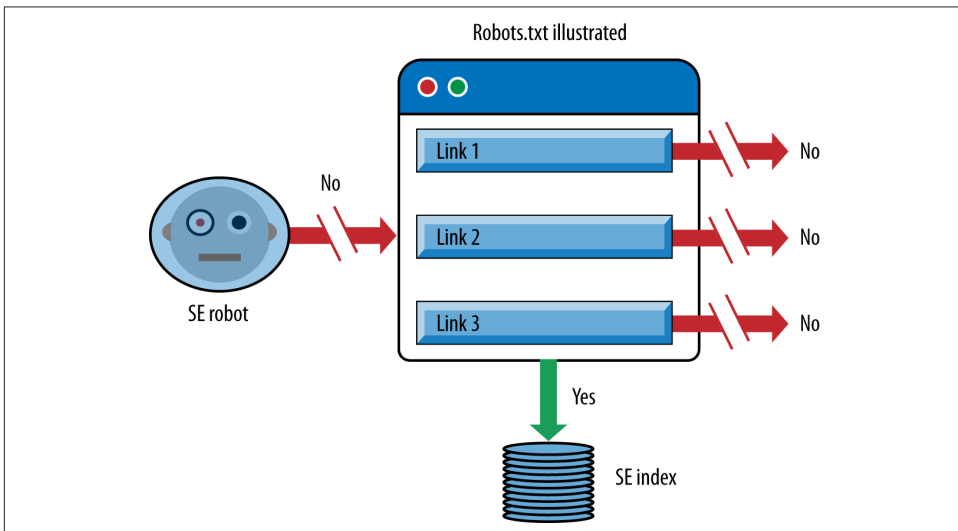 Robots.txt illustrated
Link 1
No
No
Link 2
No
SE robot
Link 3
No
Yes
SE index